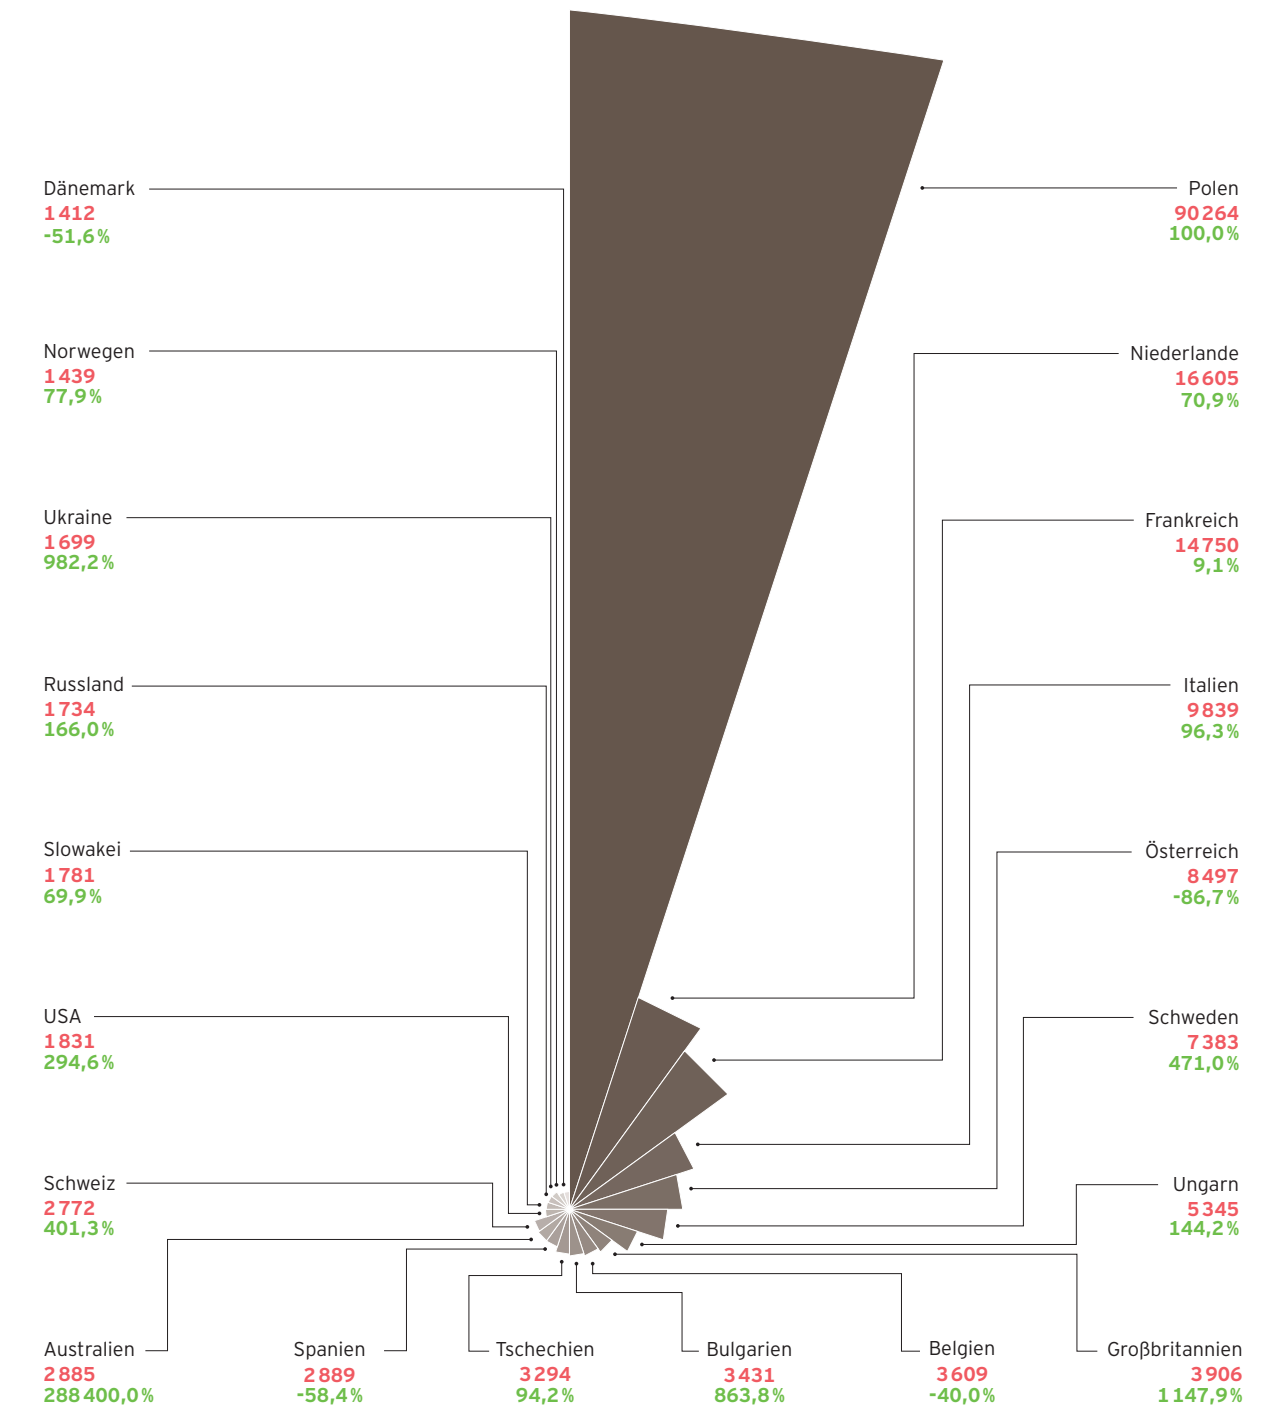 Dänemark
1 412
-51,6 %
Norwegen
1 439
77,9 %
Ukraine
1 699
982,2 %
Russland
1 734
166,0 %
Slowakei
1 781
69,9 %
USA
1 831
294,6 %
Schweiz
2 772
401,3 %
Polen
90 264
100,0 %
Niederlande
16 605
70,9 %
Frankreich
14 750
9,1 %
Italien
9 839
96,3 %
Österreich
8 497
-86,7 %
Schweden
7 383
471,0 %
Ungarn
5 345
144,2 %
Australien
2 885
288 400,0 %
Spanien
2 889
-58,4 %
Tschechien
3 294
94,2 %
Bulgarien
3 431
863,8 %
Belgien
3 609
-40,0 %
Großbritannien
3 906
1 147,9 %